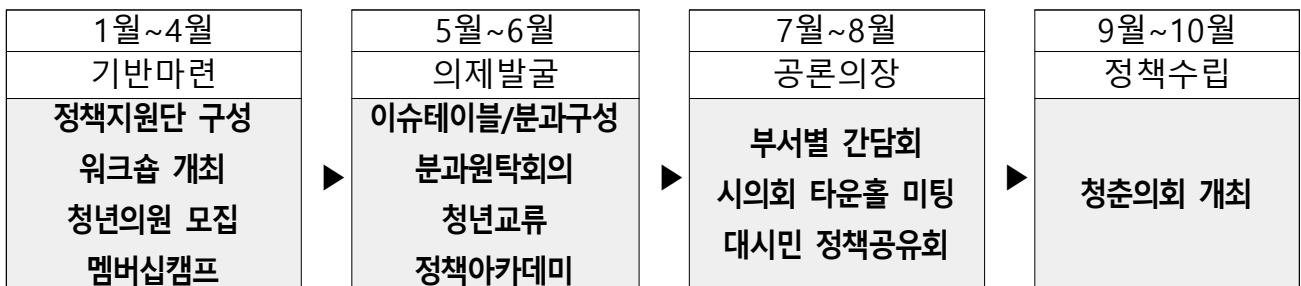 1월~4월
기반마련
정책지원단 구성
워크숍 개최
청년의원 모집
멤버십캠프
5월~6월
의제발굴
이슈테이블/분과구성
분과원탁회의
청년교류
정책아카데미
7월~8월
공론의장
부서별 간담회
시의회 타운홀 미팅
대시민 정책공유회
9월~10월
정책수립
청춘의회 개최